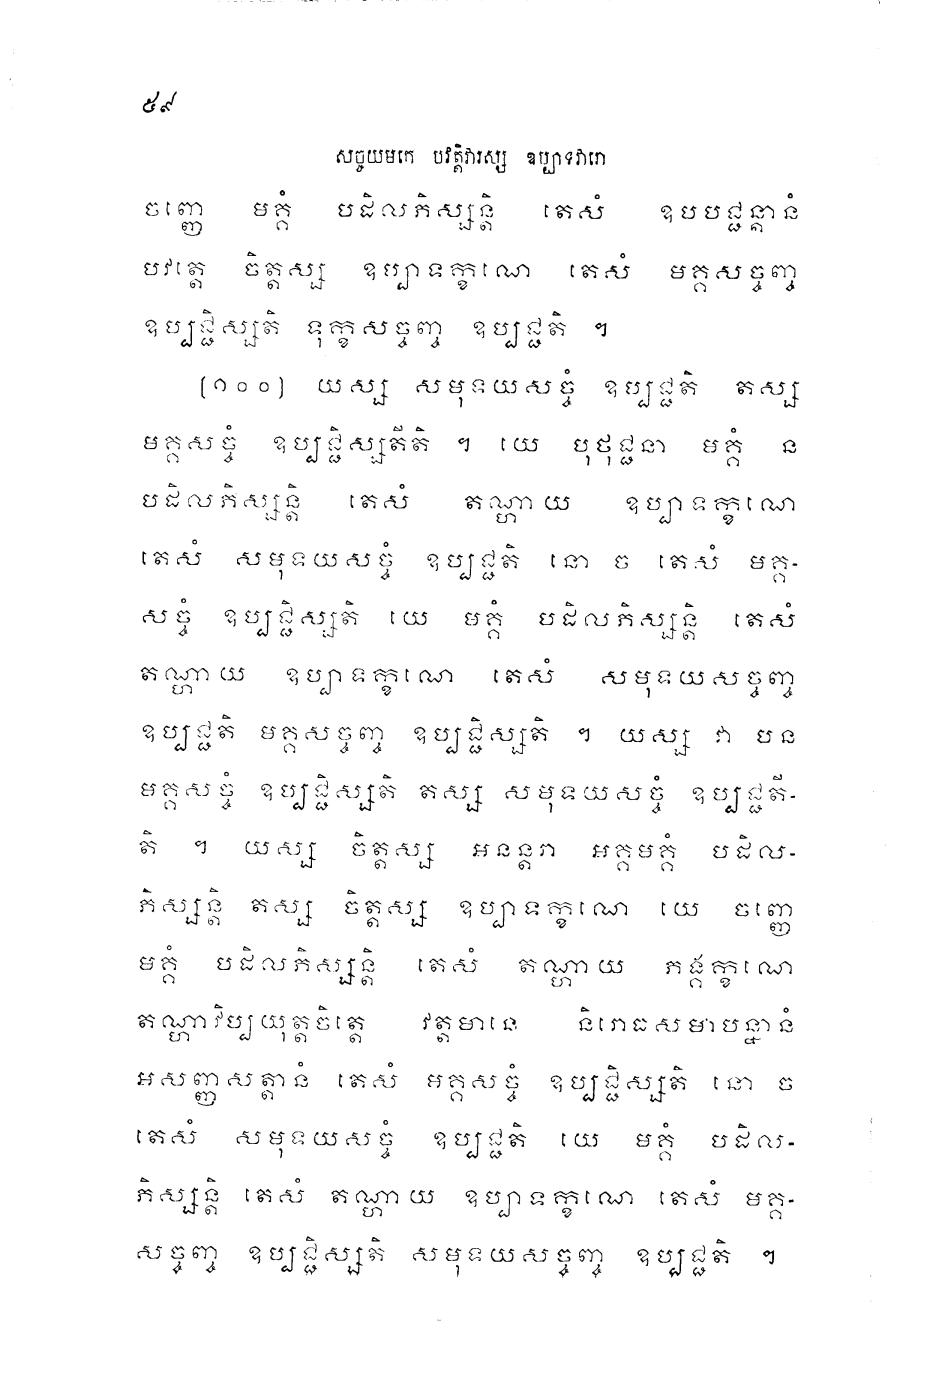 ៥៩
សច្ចយមកេ បវត្តិវារស្ស ឧប្បាទវារោ
ចញ្ញេ មគ្គំ បដិលភិស្សន្តិ តេសំ ឧបបជ្ជន្តានំ
បវត្តេ ចិត្តស្ស ឧប្បាទក្ខណេ តេសំ មគ្គសច្ចញ្ច
ឧប្បជ្ជិស្សតិ ទុក្ខសច្ចញ្ច ឧប្បជ្ជតិ ។
(១០០) យស្ស សមុទយសច្ចំ ឧប្បជ្ជតិ តស្ស
មគ្គសច្ចំ ឧប្បជ្ជិស្សតីតិ ។ យេ បុថុជ្ជនា មគ្គំ ន
បដិលភិស្សន្តិ តេសំ តណ្ហាយ ឧប្បាទក្ខណេ
តេសំ សមុទយសច្ចំ ឧប្បជ្ជតិ នោ ច តេសំ មគ្គ-
សច្ចំ ឧប្បជ្ជិស្សតិ យេ មគ្គំ បដិលភិស្សន្តិ តេសំ
តណ្ហាយ ឧប្បាទក្ខណេ តេសំ សមុទយសច្ចញ្ច
ឧប្បជ្ជតិ មគ្គសច្ចញ្ច ឧប្បជ្ជិស្សតិ ។ យស្ស វា បន
មគ្គសច្ចំ ឧប្បជ្ជិស្សតិ តស្ស សមុទយសច្ចំ ឧប្បជ្ជតី-
តិ ។ យស្ស ចិត្តស្ស អនន្តរា អគ្គមគ្គំ បដិល-
ភិស្សន្តិ តស្ស ចិត្តស្ស ឧប្បាទក្ខណេ យេ ចញ្ញេ
មគ្គំ បដិលភិស្សន្តិ តេសំ តណ្ហាយ ភង្គក្ខណេ
តណ្ហាវិប្បយុត្តចិត្តេ វត្តមានេ និរោធសមាបន្នានំ
អសញ្ញសត្តានំ តេសំ មគ្គសច្ចំ ឧប្បជ្ជិស្សតិ នោ ច
តេសំ សមុទយសច្ចំ ឧប្បជ្ជតិ យេ មគ្គំ បដិល-
ភិស្សន្តិ តេសំ តណ្ហាយ ឧប្បាទក្ខណេ តេសំ មគ្គ-
សច្ចញ្ច ឧប្បជ្ជិស្សតិ សមុទយសច្ចញ្ច ឧប្បជ្ជតិ ។